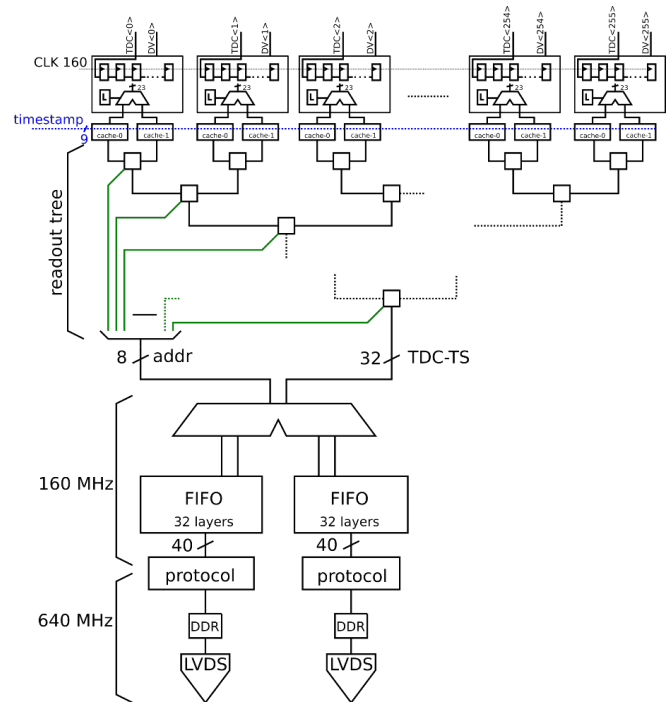 TDC<0> DV<0> TDC<1> DV<1> TDC<2> DV<2> TDC<254> DV<254> TDC<255> DV<255>
CLK 160
23 23 23 23 23
L L L L L
timestamp
9
cache-0 cache-1 cache-0 cache-1 cache-0 cache-1 cache-0 cache-1 cache-0 cache-1
readout tree
8 addr 32 TDC-TS
160 MHz
FIFO FIFO
32 layers 32 layers
40 40
protocol protocol
640 MHz
DDR DDR
LVDS LVDS